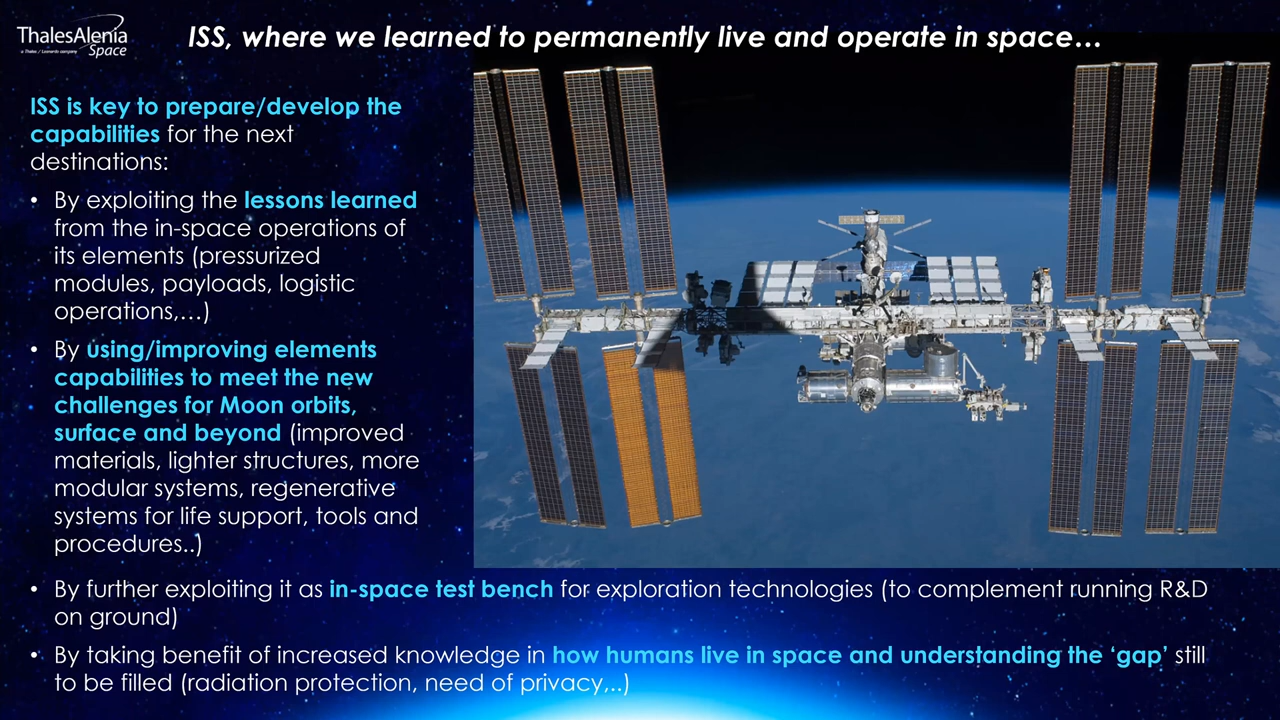 ThalesAlenia
a Thales / Leonardo company
Space
ISS, where we learned to permanently live and operate in space…
ISS is key to prepare/develop the
capabilities for the next
destinations:
• By exploiting the lessons learned
from the in-space operations of
its elements (pressurized
modules, payloads, logistic
operations,…)
• By using/improving elements
capabilities to meet the new
challenges for Moon orbits,
surface and beyond (improved
materials, lighter structures, more
modular systems, regenerative
systems for life support, tools and
procedures..)
• By further exploiting it as in-space test bench for exploration technologies (to complement running R&D
on ground)
• By taking benefit of increased knowledge in how humans live in space and understanding the ‘gap’ still
to be filled (radiation protection, need of privacy,..)